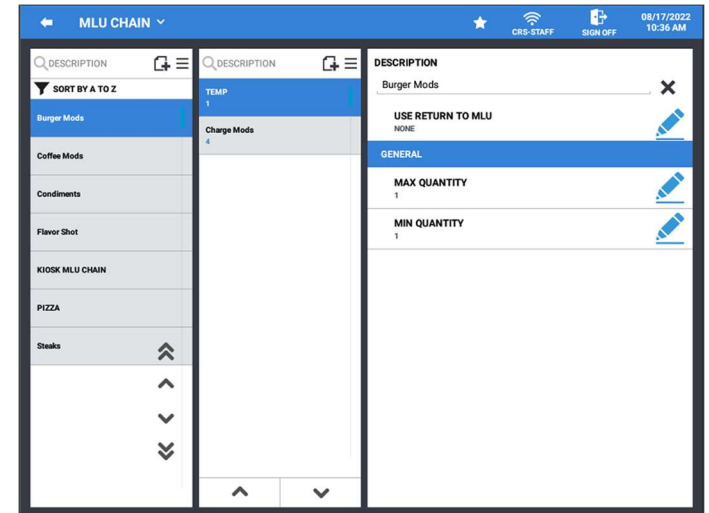 MLU CHAIN
CRS-STAFF
SIGN OFF
08/17/2022
10:36 AM
DESCRIPTION
SORT BY A TO Z
Burger Mods
Coffee Mods
Condiments
Flavor Shot
KIOSK MLU CHAIN
PIZZA
Steaks
DESCRIPTION
TEMP
1
Charge Mods
4
DESCRIPTION
Burger Mods
USE RETURN TO MLU
NONE
GENERAL
MAX QUANTITY
1
MIN QUANTITY
1